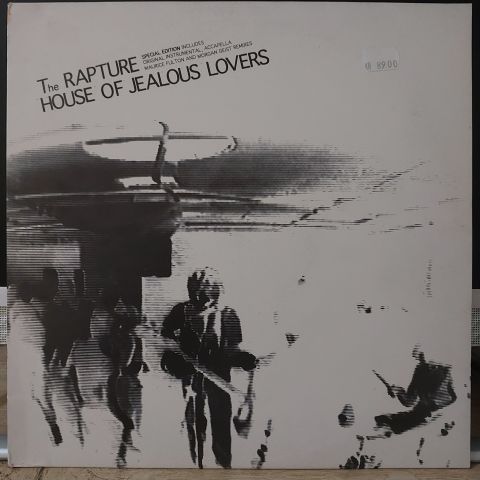 The RAPTURE SPECIAL EDITION INCLUDES
ORIGINAL, INSTRUMENTAL, ACCAPELLA
MAURICE FULTON AND MORGAN GEIST REMIXES
HOUSE OF JEALOUS LOVERS
89.00